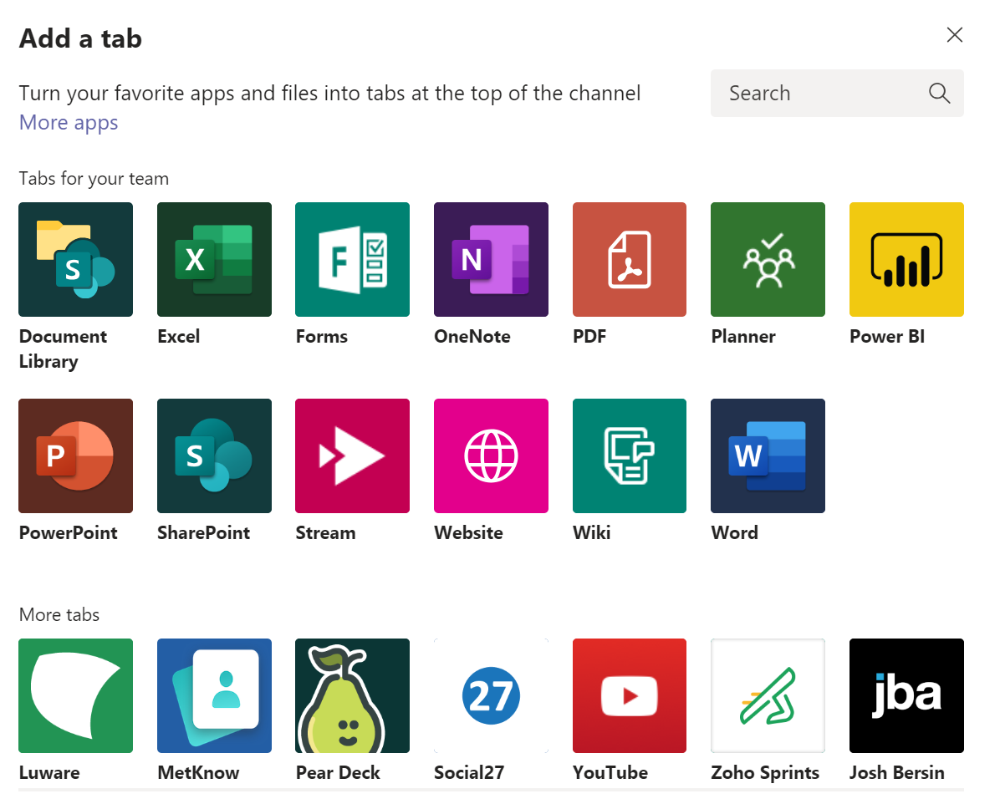 Add a tab
Turn your favorite apps and files into tabs at the top of the channel
More apps
Search
Tabs for your team
S
X
F
N
Document Library
Excel
Forms
OneNote
PDF
Planner
Power BI
P
S
W
PowerPoint
SharePoint
Stream
Website
Wiki
Word
More tabs
27
jba
Luware
MetKnow
Pear Deck
Social27
YouTube
Zoho Sprints
Josh Bersin